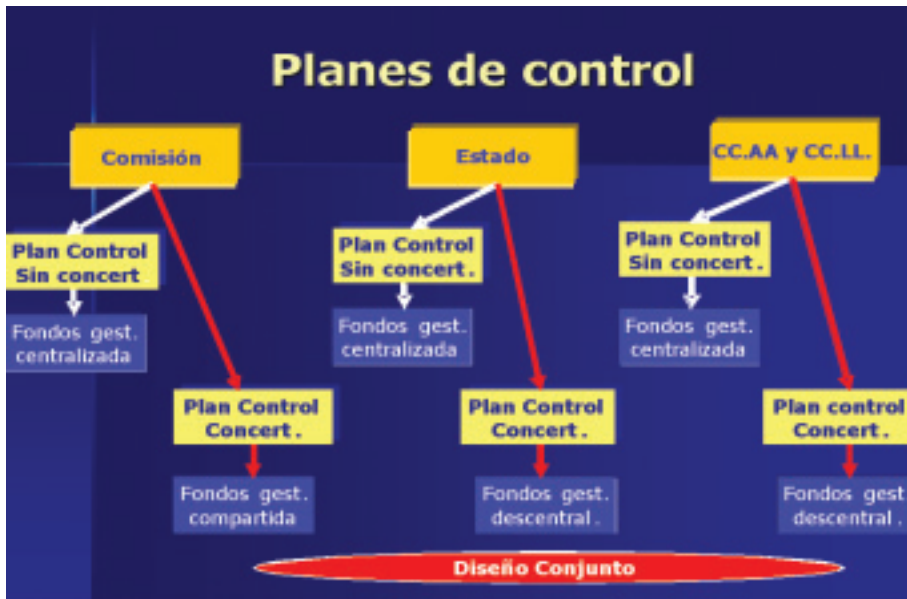 Planes de control
Comisión
Estado
CC.AA y CC.LL.
Plan Control
Sin concert
Plan Control
Sin concert.
Plan Control
Sin concert.
Fondos gest.
centralizada
Fondos gest.
centralizada
Fondos gest.
centralizada
Plan Control
Concert.
Plan Control
Concert.
Plan control
Concert.
Fondos gest.
compartida
Fondos gest.
descentral.
Fondos gest
descentral.
Diseño Conjunto